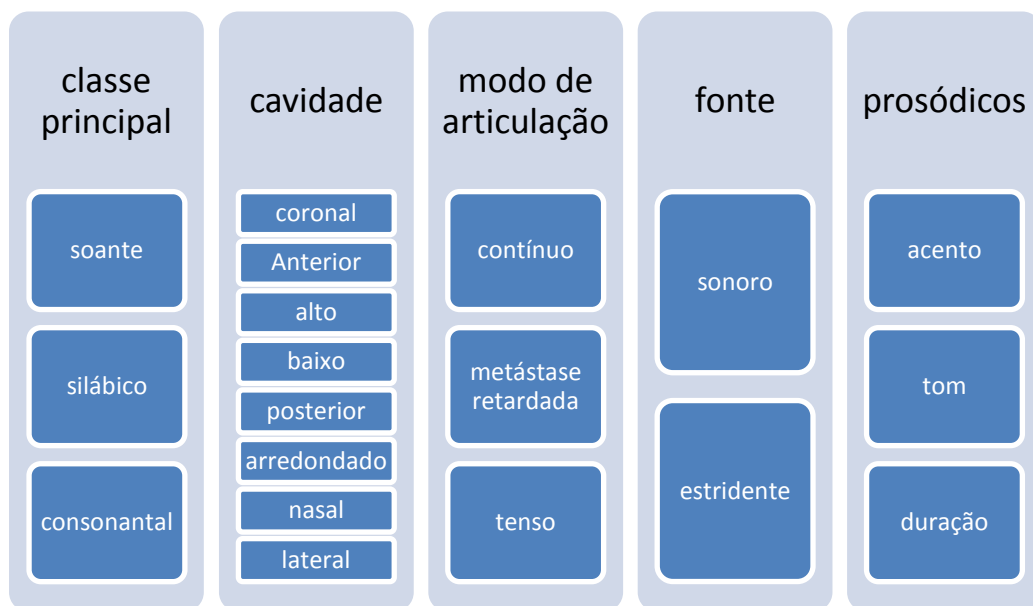 classe
principal
soante
silábico
consonantal
cavidade
coronal
Anterior
alto
baixo
posterior
arredondado
nasal
lateral
modo de
articulação
contínuo
metástase
retardada
tenso
fonte
sonoro
estridente
prosódicos
acento
tom
duração